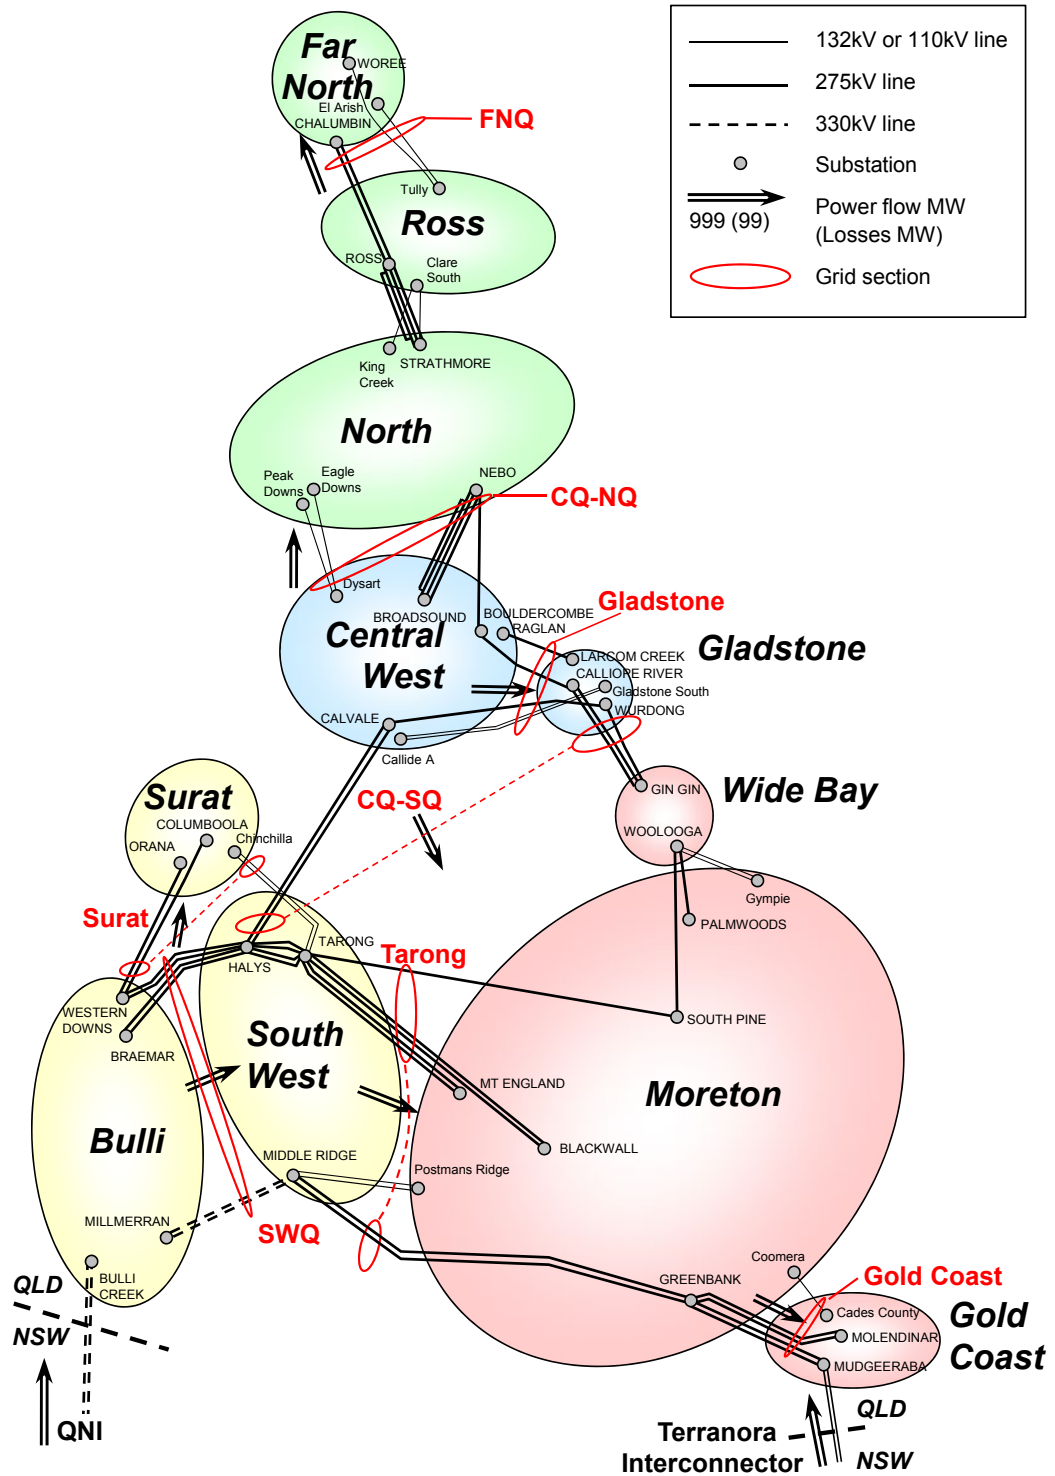 132kV or 110kV line
275kV line
330kV line
Substation
999 (99)
Power flow MW
(Losses MW)
Grid section
Far
North
WOREE
El Arish
CHALUMBIN
FNQ
Tully
Ross
ROSS
Clare
South
King
Creek
STRATHMORE
North
Peak
Downs
Eagle
Downs
NEBO
CQ-NQ
Dysart
BROADSOUND
BOULDERCOMBE
RAGLAN
Gladstone
Central
West
LARCOM CREEK
CALLIOPE RIVER
Gladstone South
WURDONG
Gladstone
CALVALE
Callide A
Surat
COLUMBOOLA
ORANA
Chinchilla
CQ-SQ
GIN GIN
WOOLOOGA
Wide Bay
Gympie
PALMWOODS
Surat
TARONG
HALYS
Tarong
WESTERN
DOWNS
BRAEMAR
SOUTH PINE
South
West
MT ENGLAND
Moreton
Bulli
BLACKWALL
MIDDLE RIDGE
Postmans Ridge
MILLMERRAN
SWQ
BULLI
CREEK
QLD
NSW
QNI
Coomera
GREENBANK
Gold Coast
Cades County
MOLENDINAR
MUDGEERABA
Gold
Coast
Terranora
Interconnector
QLD
NSW